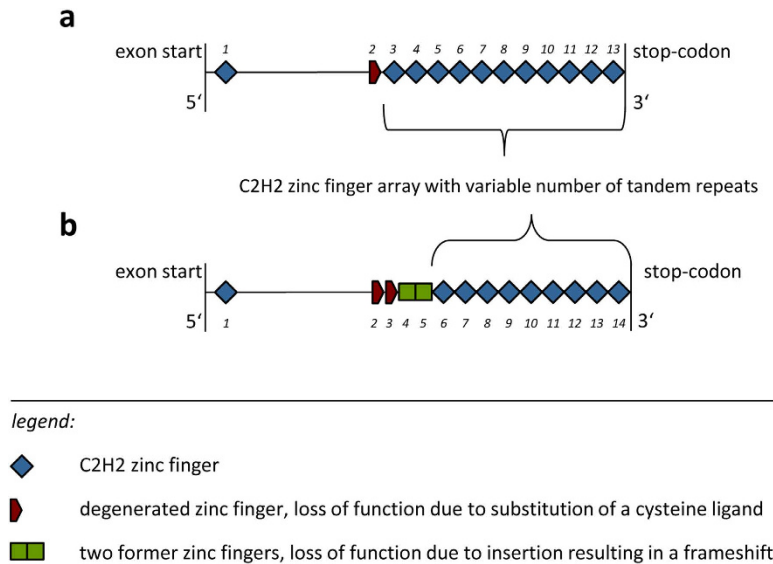 a
exon start 1 2 3 4 5 6 7 8 9 10 11 12 13 stop-codon
5‘ 3‘
C2H2 zinc finger array with variable number of tandem repeats
b
exon start stop-codon
5‘ 1 2 3 4 5 6 7 8 9 10 11 12 13 14 3‘
legend:
C2H2 zinc finger
degenerated zinc finger, loss of function due to substitution of a cysteine ligand
two former zinc fingers, loss of function due to insertion resulting in a frameshift